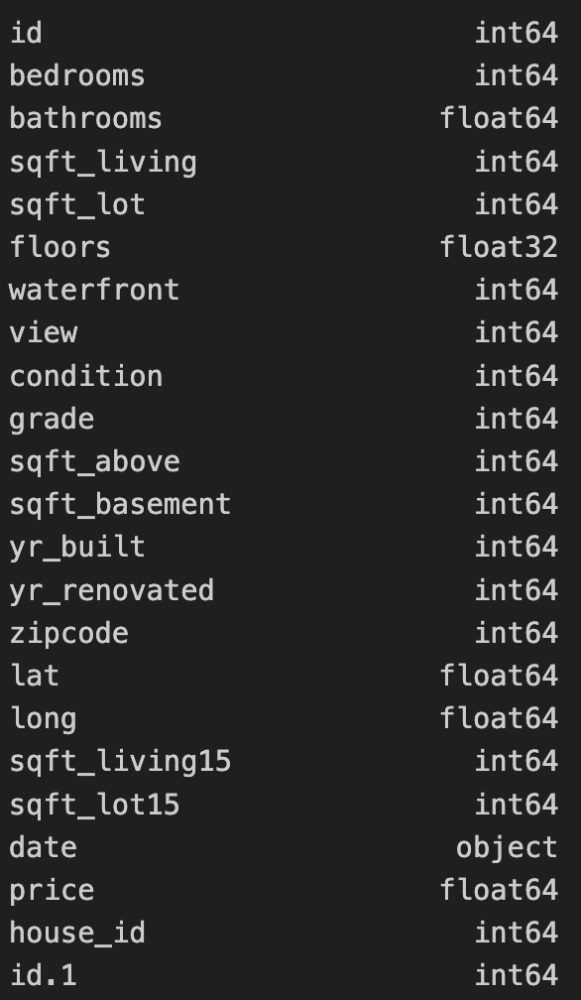 id int64
bedrooms int64
bathrooms float64
sqft_living int64
sqft_lot int64
floors float32
waterfront int64
view int64
condition int64
grade int64
sqft_above int64
sqft_basement int64
yr_built int64
yr_renovated int64
zipcode int64
lat float64
long float64
sqft_living15 int64
sqft_lot15 int64
date object
price float64
house_id int64
id.1 int64